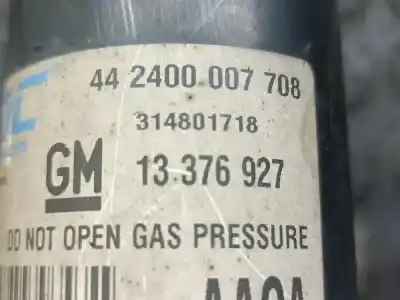 44 2400 007 708
314801718
GM 13 376 927
DO NOT OPEN GAS PRESSURE